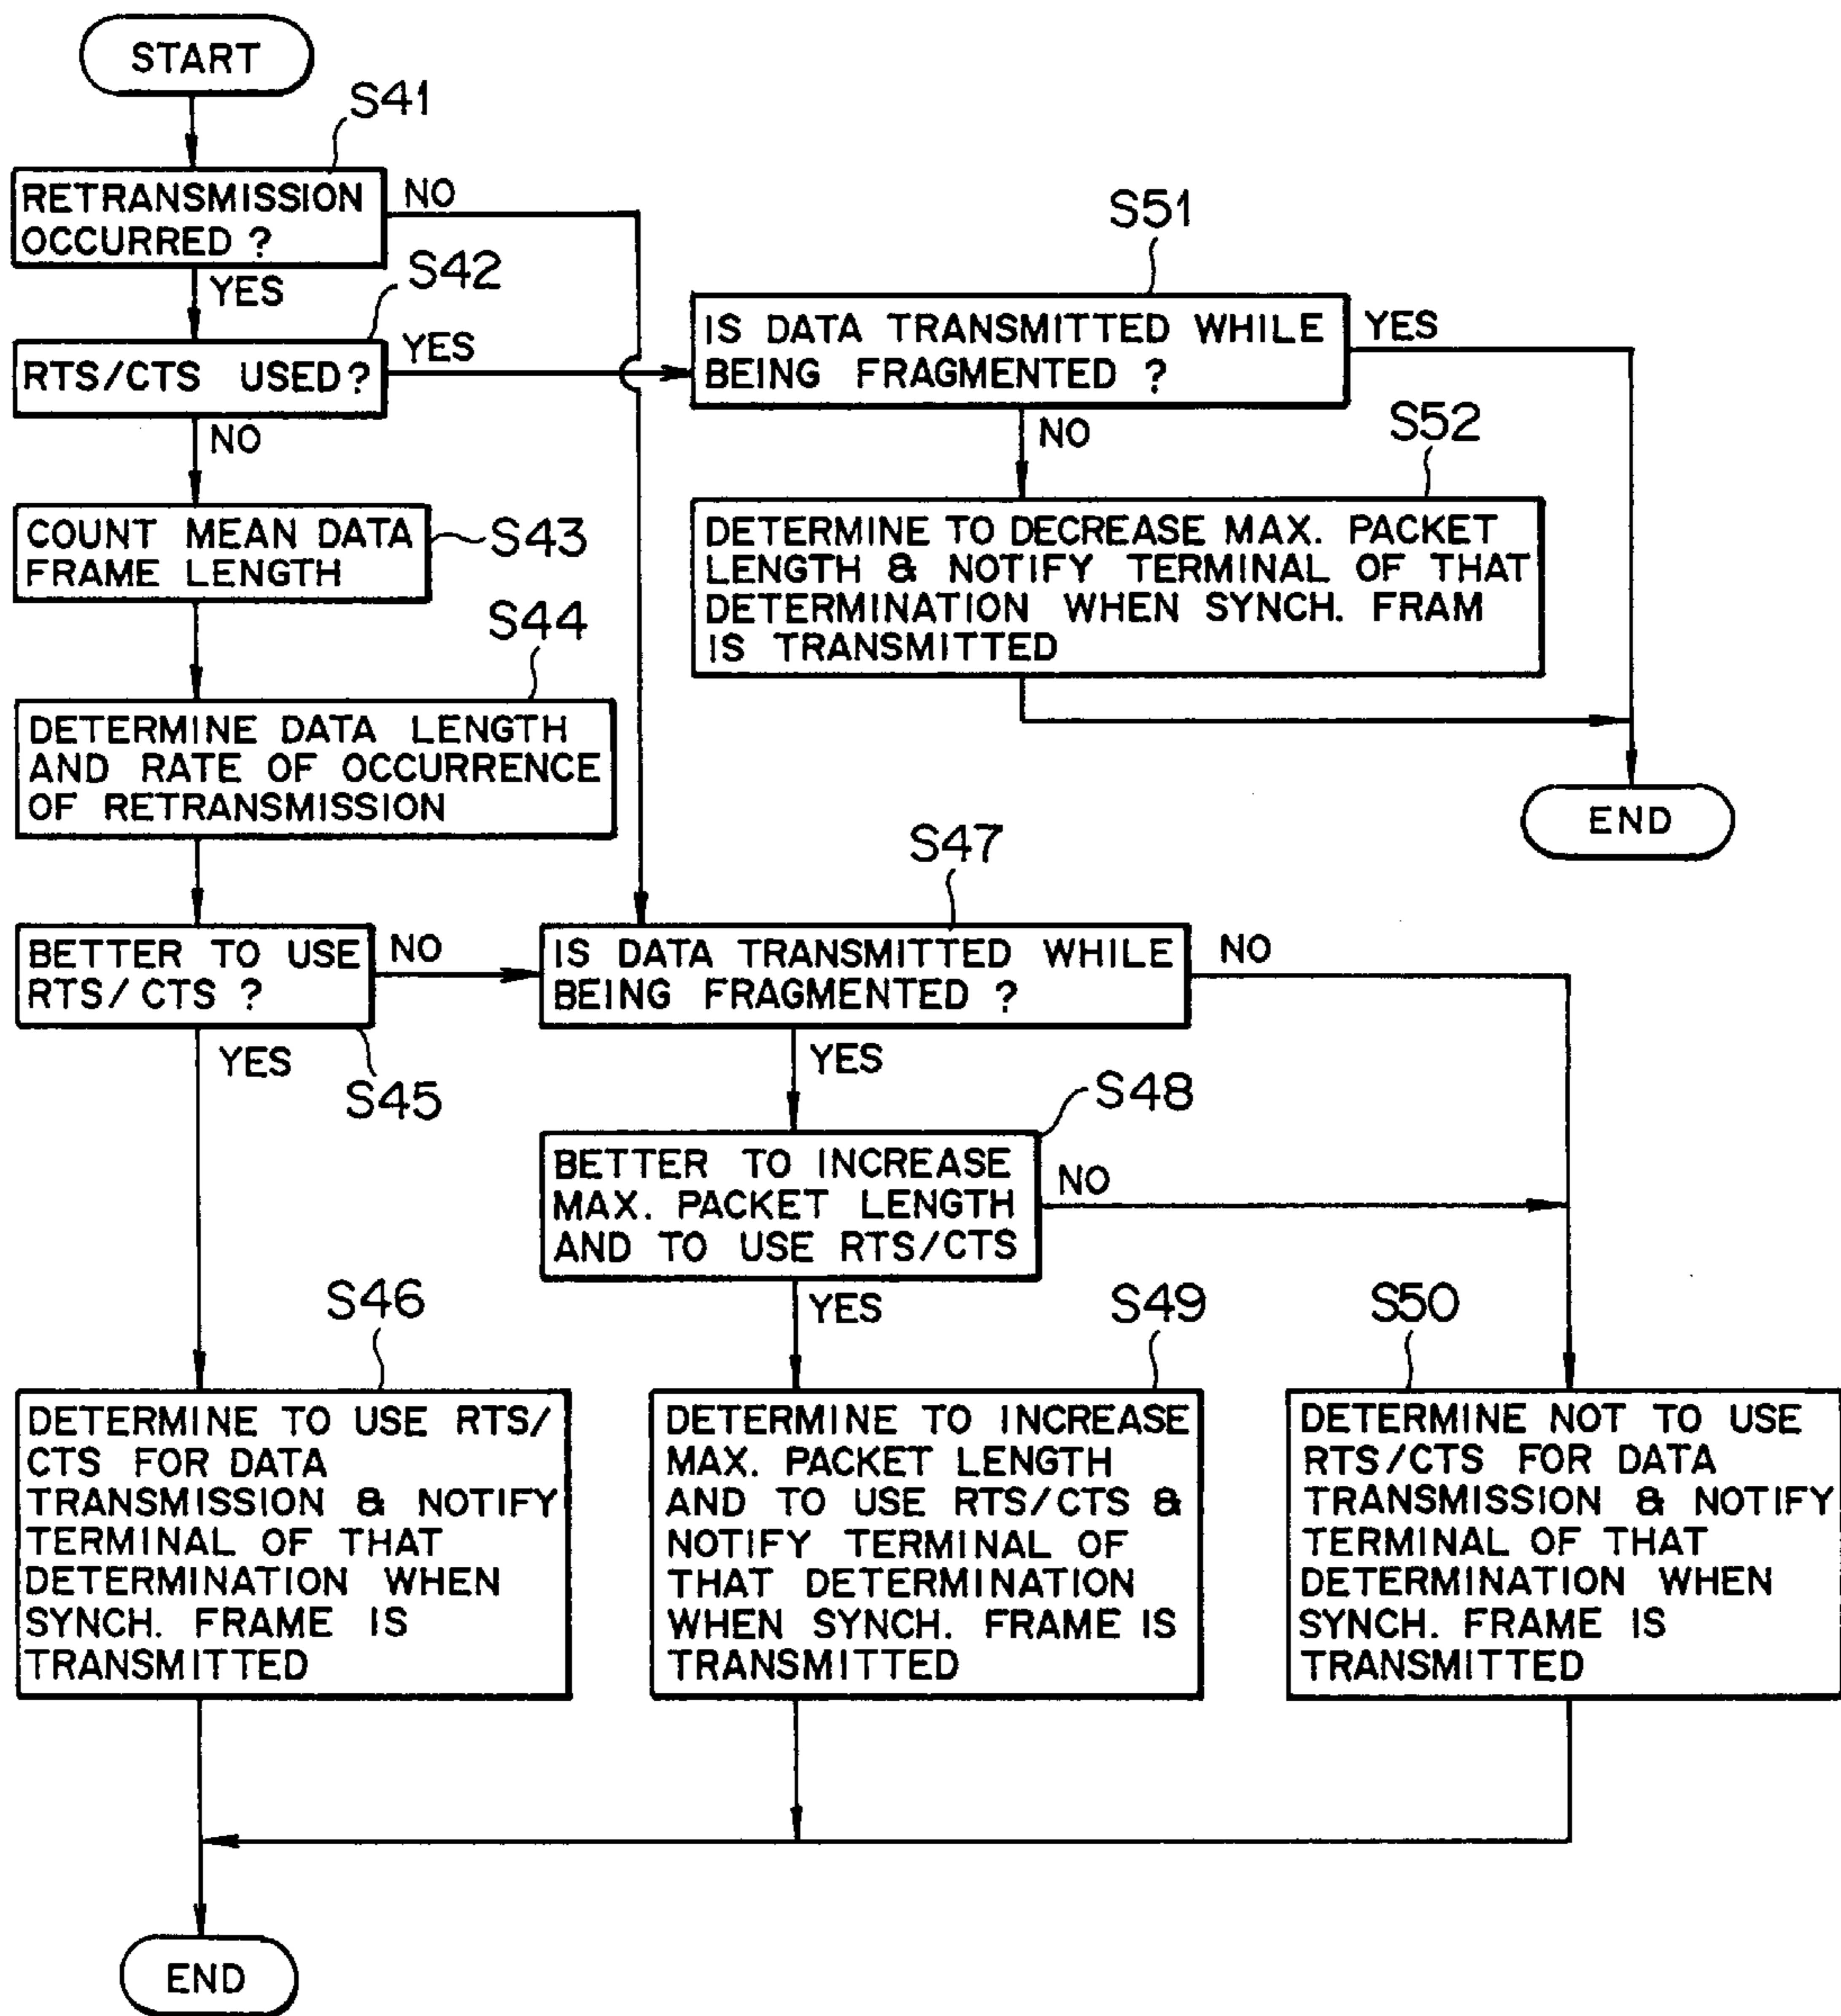 START
S41
RETRANSMISSION
OCCURRED ?
NO
YES
S42
RTS/CTS USED?
YES
NO
S51
IS DATA TRANSMITTED WHILE
BEING FRAGMENTED ?
YES
NO
S52
DETERMINE TO DECREASE MAX. PACKET
LENGTH & NOTIFY TERMINAL OF THAT
DETERMINATION WHEN SYNCH. FRAM
IS TRANSMITTED
END
COUNT MEAN DATA
FRAME LENGTH
S43
S44
DETERMINE DATA LENGTH
AND RATE OF OCCURRENCE
OF RETRANSMISSION
BETTER TO USE
RTS/CTS ?
NO
YES
S45
S47
IS DATA TRANSMITTED WHILE
BEING FRAGMENTED ?
NO
YES
S48
BETTER TO INCREASE
MAX. PACKET LENGTH
AND TO USE RTS/CTS
NO
YES
S46
DETERMINE TO USE RTS/
CTS FOR DATA
TRANSMISSION & NOTIFY
TERMINAL OF THAT
DETERMINATION WHEN
SYNCH. FRAME IS
TRANSMITTED
S49
DETERMINE TO INCREASE
MAX. PACKET LENGTH
AND TO USE RTS/CTS &
NOTIFY TERMINAL OF
THAT DETERMINATION
WHEN SYNCH. FRAME IS
TRANSMITTED
S50
DETERMINE NOT TO USE
RTS/CTS FOR DATA
TRANSMISSION & NOTIFY
TERMINAL OF THAT
DETERMINATION WHEN
SYNCH. FRAME IS
TRANSMITTED
END